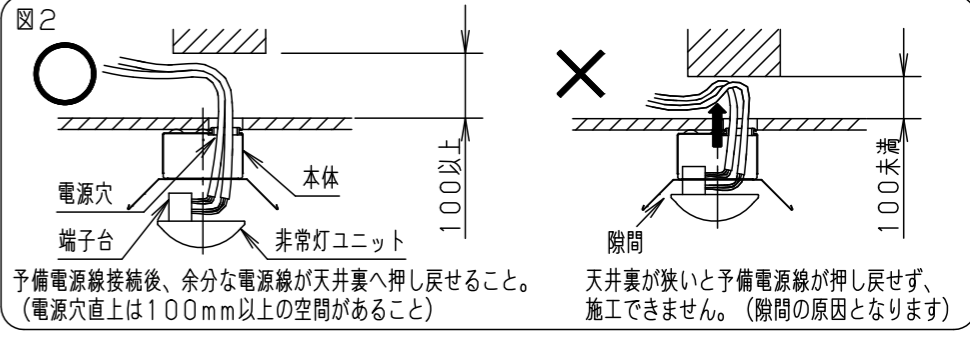 図2
100以上
電源穴
本体
端子台
非常灯ユニット
予備電源線接続後、余分な電源線が天井裏へ押し戻せること。
(電源穴直上は100mm以上の空間があること)
100未満
隙間
天井裏が狭いと予備電源線が押し戻せず、
施工できません。(隙間の原因となります)